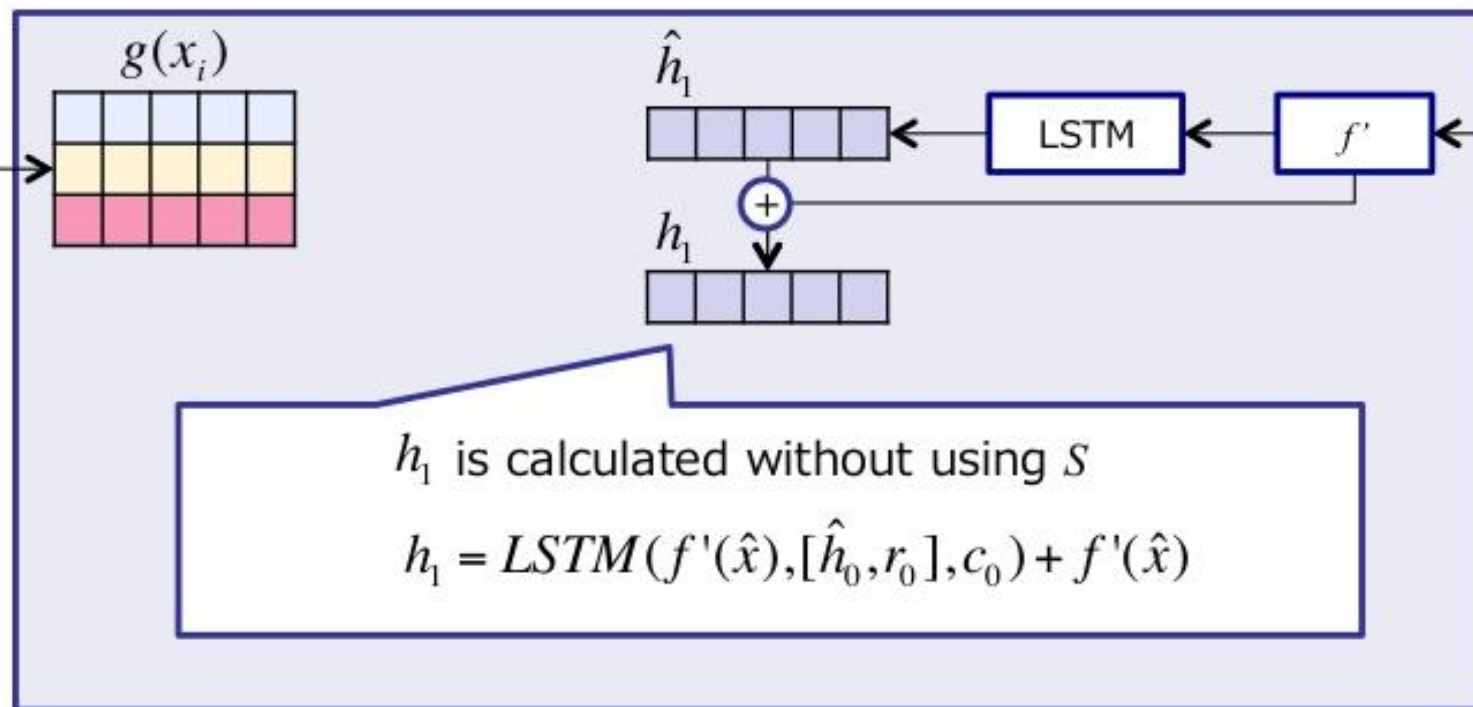 g(x_i)
ĥ_1
LSTM
f'
+
h_1
h_1 is calculated without using S
h_1 = LSTM(f'(x̂),[ĥ_0,r_0],c_0)+ f'(x̂)